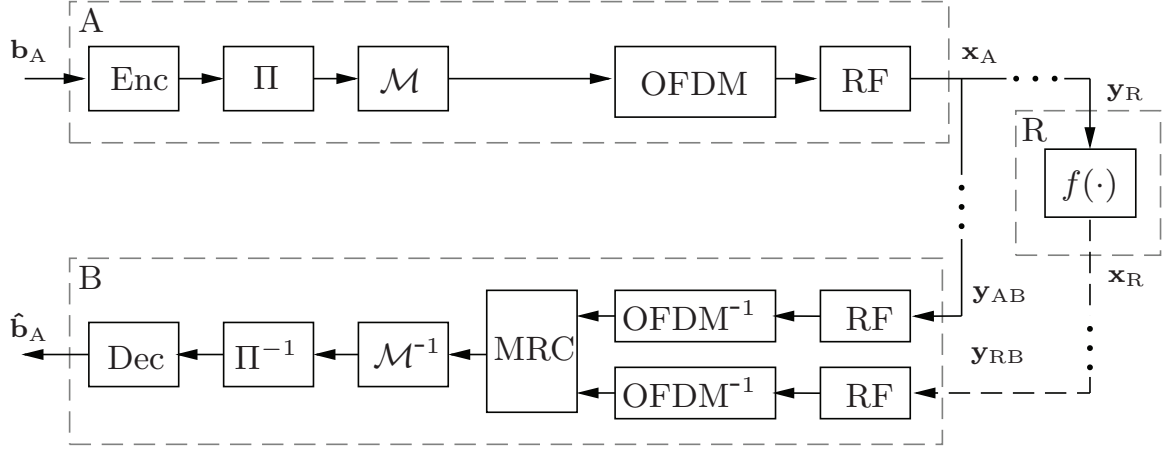 A
b_A
Enc
Π
ℳ
OFDM
RF
x_A
y_R
R
f(·)
x_R
B
y_AB
OFDM⁻¹
RF
b̂_A
Dec
Π⁻¹
ℳ⁻¹
MRC
y_RB
OFDM⁻¹
RF